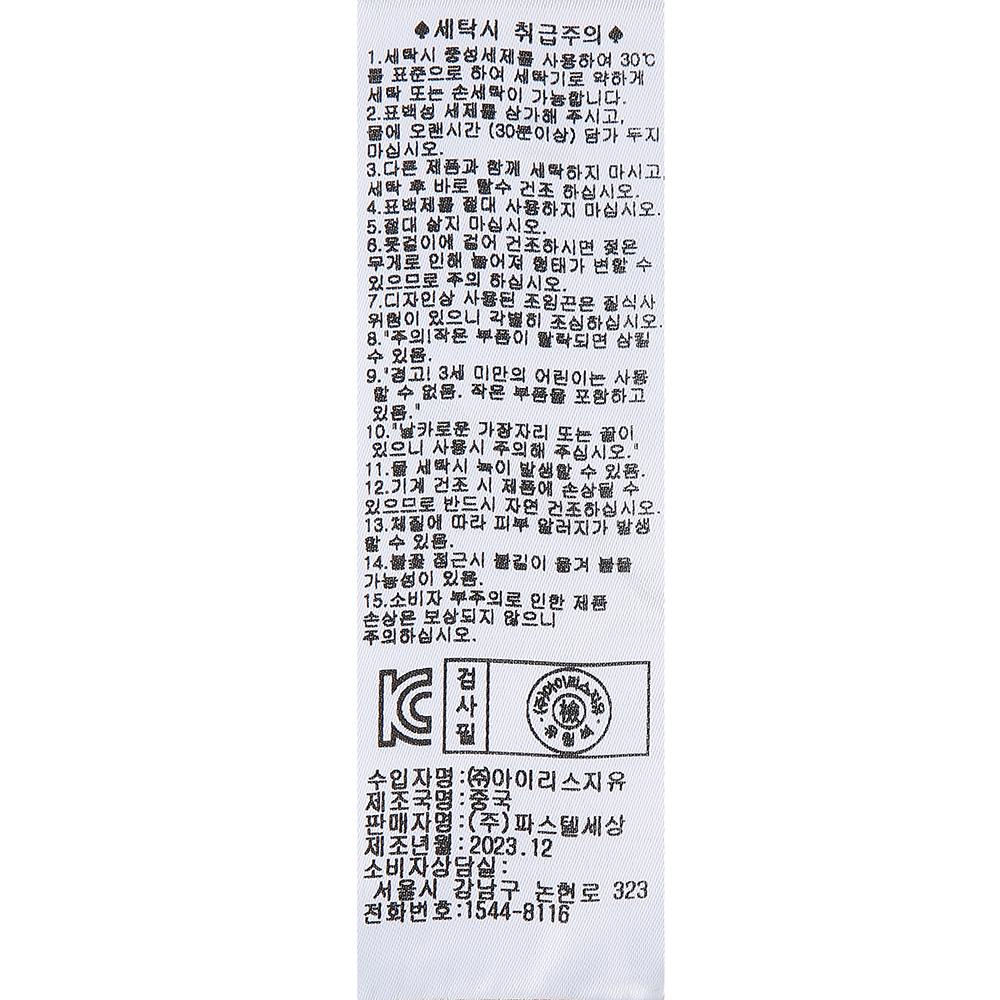 ♠세탁시 취급주의♠
1.세탁시 중성세제를 사용하여 30℃
를 표준으로 하여 세탁기로 약하게
세탁 또는 손세탁이 가능합니다.
2.표백성 세제를 삼가해 주시고,
물에 오랜시간 (30분이상) 담가 두지
마십시오.
3.다른 제품과 함께 세탁하지 마시고,
세탁 후 바로 탈수 건조 하십시오.
4.표백제를 절대 사용하지 마십시오.
5.절대 삶지 마십시오.
6.옷걸이에 걸어 건조하시면 젖은
무게로 인해 늘어져 형태가 변할 수
있으므로 주의 하십시오.
7.디자인상 사용된 조임끈은 질식사
위험이 있으니 각별히 조심하십시오.
8."주의!작은 부품이 탈락되면 삼킬
수 있음.
9."경고! 3세 미만의 어린이는 사용
할 수 없음. 작은 부품을 포함하고
있음."
10."날카로운 가장자리 또는 끝이
있으니 사용시 주의해 주십시오."
11.물 세탁시 녹이 발생할 수 있음.
12.기계 건조 시 제품에 손상될 수
있으므로 반드시 자연 건조하십시오.
13.체질에 따라 피부 알러지가 발생
할 수 있음.
14.불꽃 접근시 불길이 옮겨 붙을
가능성이 있음.
15.소비자 부주의로 인한 제품
손상은 보상되지 않으니
주의하십시오.
KC
검사필
(주)아이리스지유
檢
수입자명:㈜아이리스지유
제조국명:중국
판매자명:(주)파스텔세상
제조년월:2023.12
소비자상담실:
서울시 강남구 논현로 323
전화번호:1544-8116